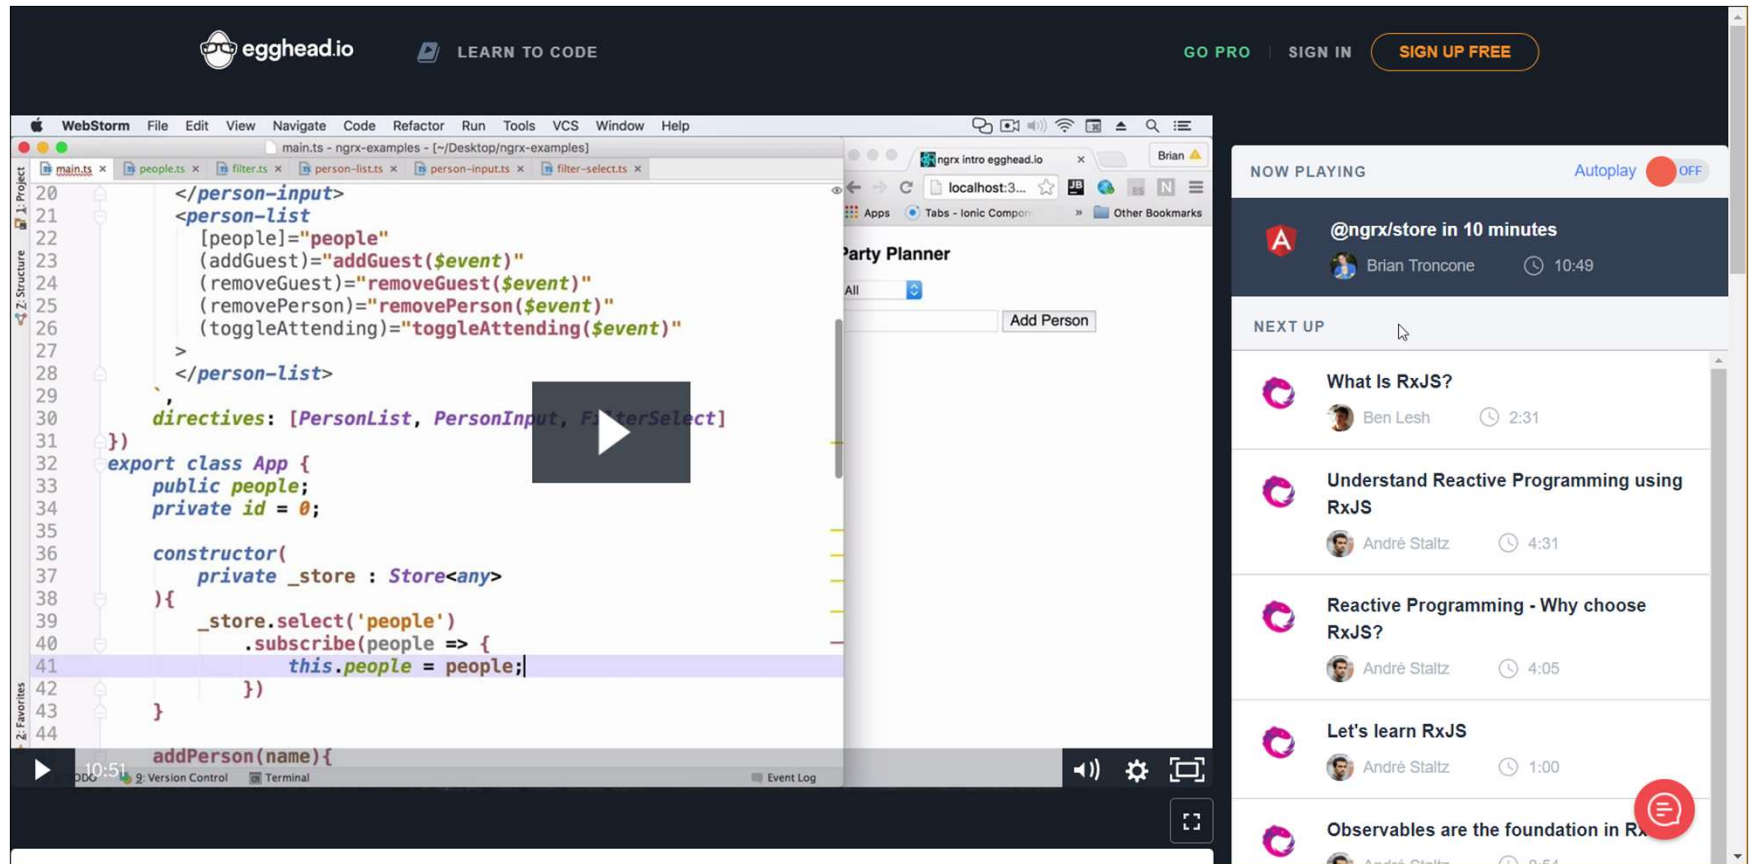 egghead.io
LEARN TO CODE
GO PRO
SIGN IN
SIGN UP FREE
WebStorm File Edit View Navigate Code Refactor Run Tools VCS Window Help
main.ts - ngrx-examples - [~/Desktop/ngrx-examples]
main.ts × people.ts × filter.ts × person-list.ts × person-input.ts × filter-select.ts ×
1: Project
Z: Structure
2: Favorites
20 </person-input>
21 <person-list
22 [people]="people"
23 (addGuest)="addGuest($event)"
24 (removeGuest)="removeGuest($event)"
25 (removePerson)="removePerson($event)"
26 (toggleAttending)="toggleAttending($event)"
27 >
28 </person-list>
29 `,
30 directives: [PersonList, PersonInput, FilterSelect]
31 })
32 export class App {
33 public people;
34 private id = 0;
35
36 constructor(
37 private _store : Store<any>
38 ){
39 _store.select('people')
40 .subscribe(people => {
41 this.people = people;
42 })
43 }
44
addPerson(name){
10:51
TODO 9: Version Control Terminal Event Log
ngrx intro egghead.io ×
Brian
localhost:3...
JB ES N
Apps Tabs - Ionic Compon » Other Bookmarks
Party Planner
All
Add Person
NOW PLAYING
Autoplay OFF
@ngrx/store in 10 minutes
Brian Troncone 10:49
NEXT UP
What Is RxJS?
Ben Lesh 2:31
Understand Reactive Programming using
RxJS
André Staltz 4:31
Reactive Programming - Why choose
RxJS?
André Staltz 4:05
Let's learn RxJS
André Staltz 1:00
Observables are the foundation in
André Staltz